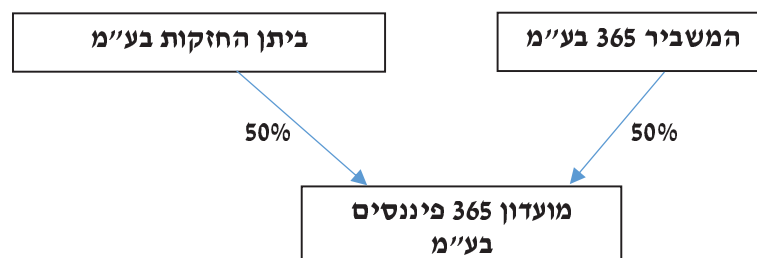 המשביר 365 בע״מ
ביתן החזקות בע״מ
50%
50%
מועדון 365 פיננסים
בע״מ